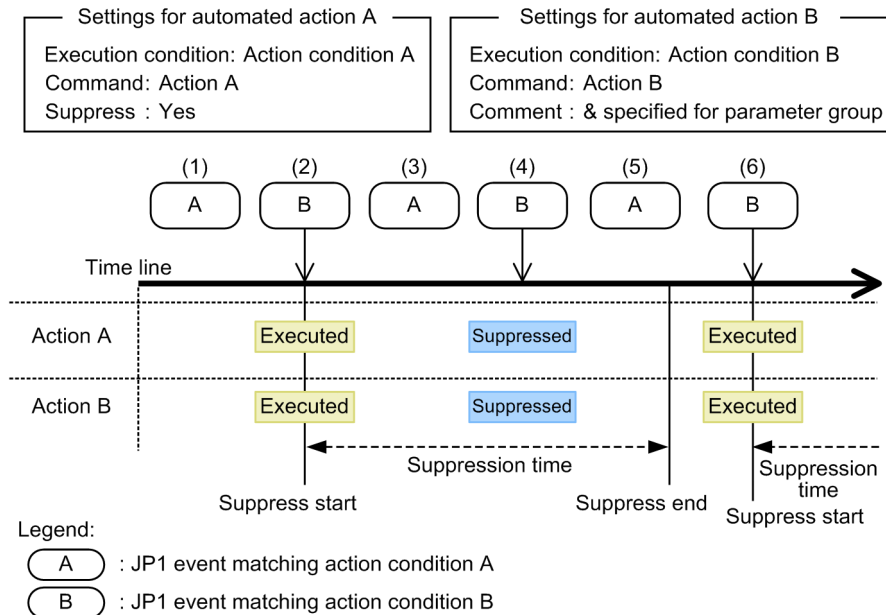 Settings for automated action A
Execution condition: Action condition A
Command: Action A
Suppress : Yes
Settings for automated action B
Execution condition: Action condition B
Command: Action B
Comment : & specified for parameter group
(1) (2) (3) (4) (5) (6)
A B A B A B
Time line
Action A Executed Suppressed Executed
Action B Executed Suppressed Executed
Suppression time
Suppression
time
Suppress start
Suppress end
Suppress start
Legend:
A : JP1 event matching action condition A
B : JP1 event matching action condition B